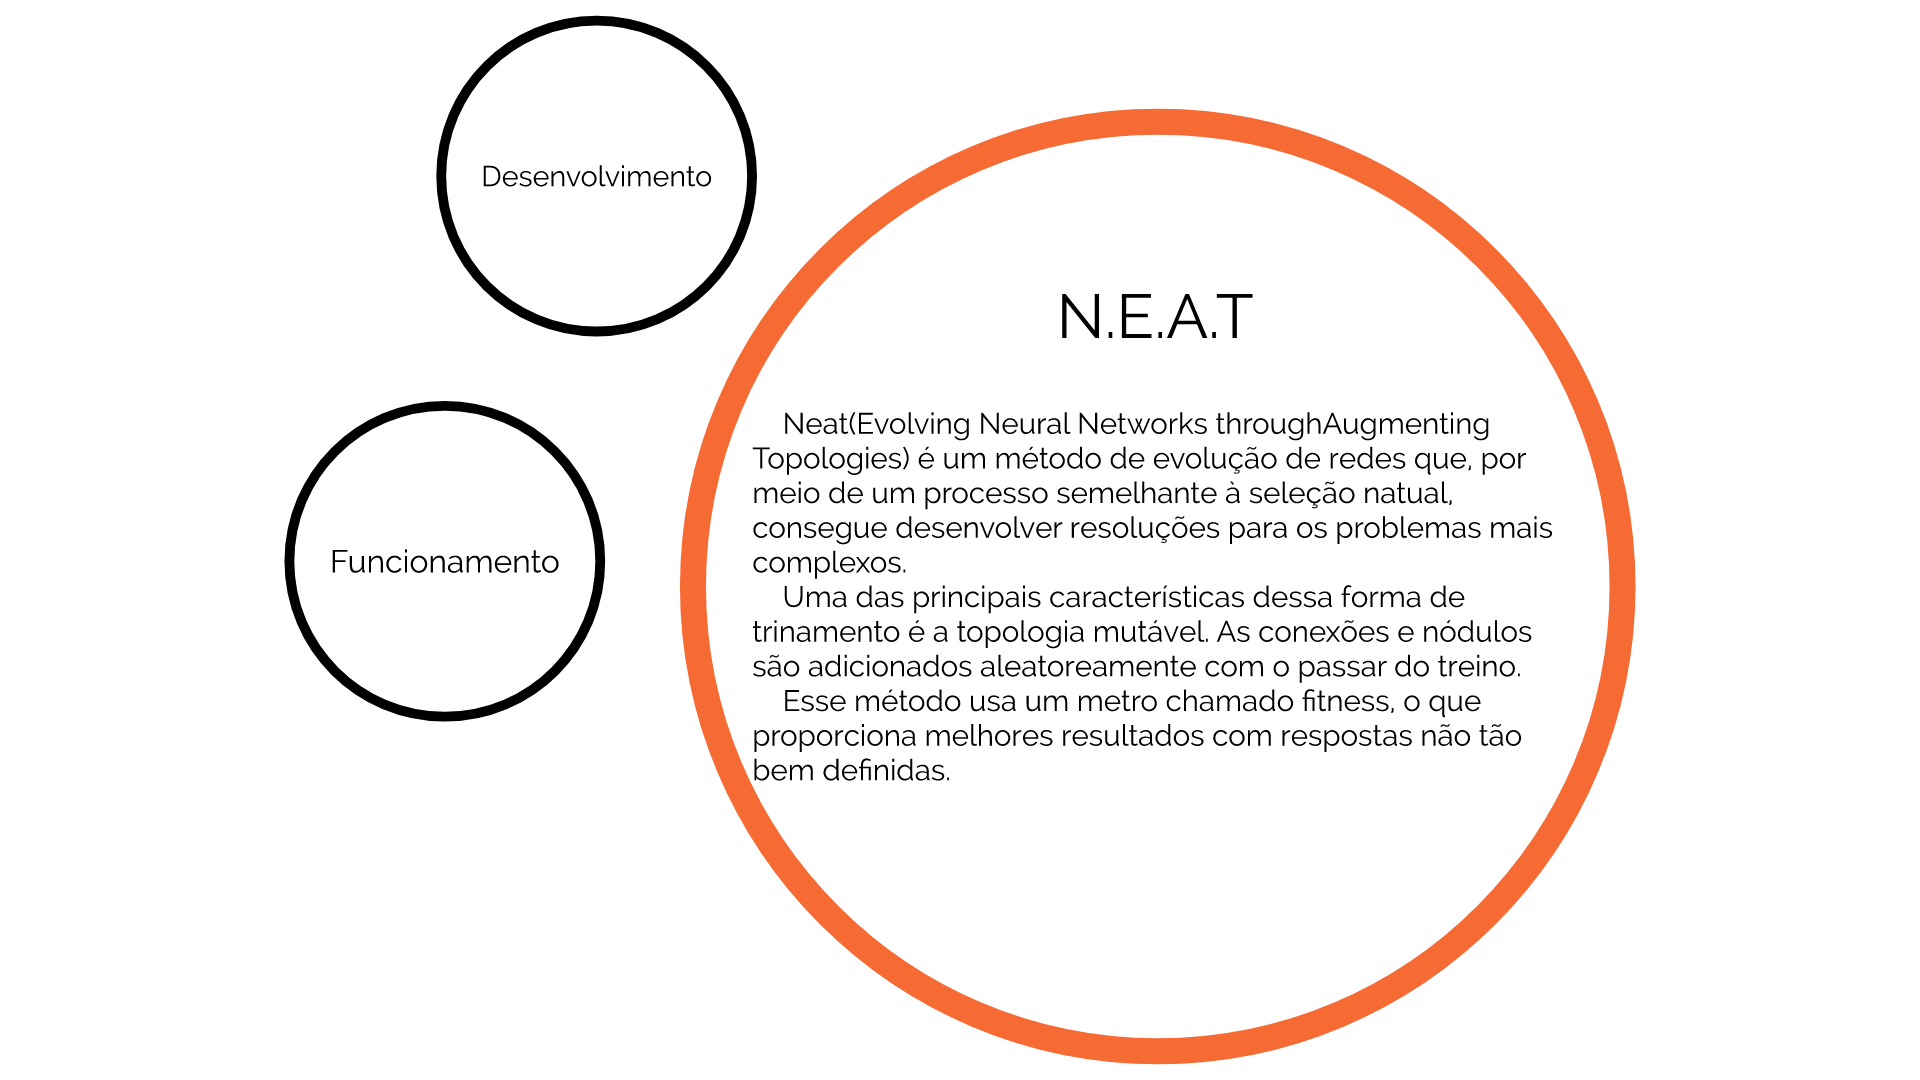 Desenvolvimento
Funcionamento
N.E.A.T
Neat(Evolving Neural Networks throughAugmenting
Topologies) é um método de evolução de redes que, por
meio de um processo semelhante à seleção natual,
consegue desenvolver resoluções para os problemas mais
complexos.
Uma das principais características dessa forma de
trinamento é a topologia mutável. As conexões e nódulos
são adicionados aleatoreamente com o passar do treino.
Esse método usa um metro chamado fitness, o que
proporciona melhores resultados com respostas não tão
bem definidas.